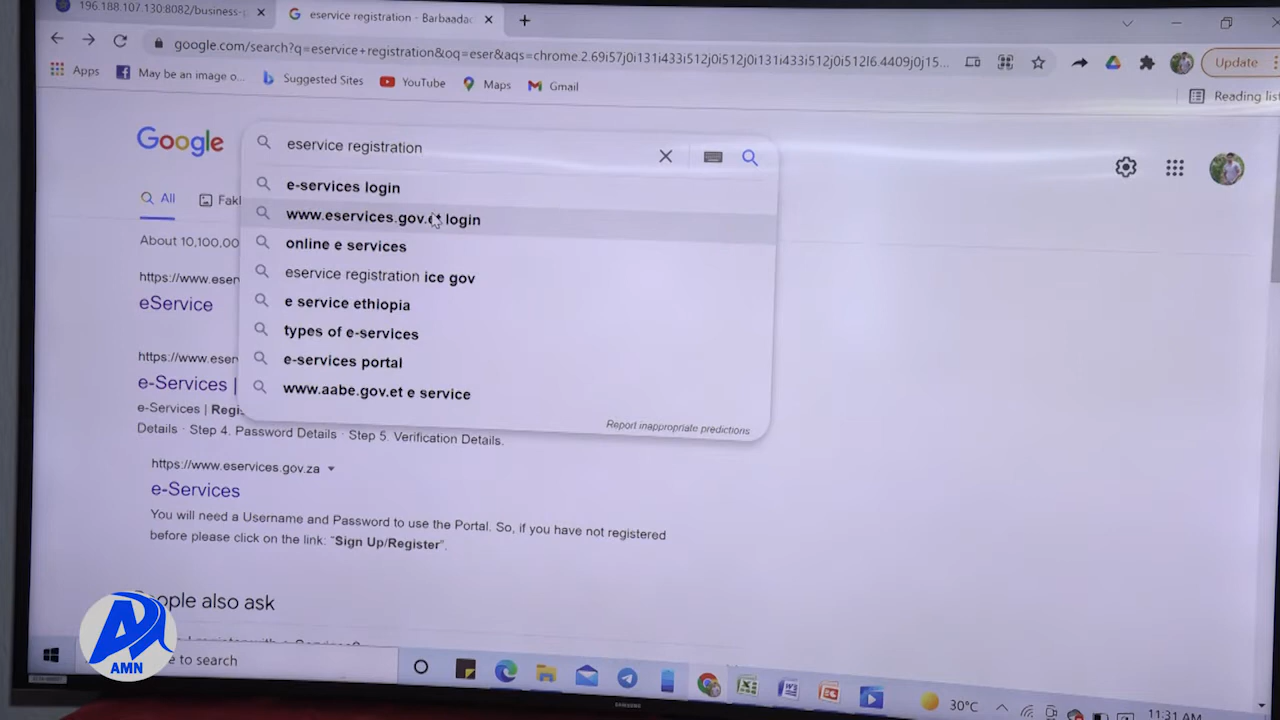 196.188.107.130:8082/business-
eservice registration - Barbaadac
google.com/search?q=eservice+registration&oq=eser&aqs=chrome.2.69i57j0i131i433i512j0i512j0i131i433i512j0i512l6.4409j0j15...
Update
Apps
May be an image o...
Suggested Sites
YouTube
Maps
Gmail
Reading list
Google
eservice registration
e-services login
www.eservices.gov.et login
online e services
eservice registration ice gov
e service ethiopia
types of e-services
e-services portal
www.aabe.gov.et e service
Report inappropriate predictions
All
Fakl
About 10,100,00
https://www.eser
eService
https://www.eser
e-Services |
e-Services | Regi
Details · Step 4. Password Details · Step 5. Verification Details.
https://www.eservices.gov.za
e-Services
You will need a Username and Password to use the Portal. So, if you have not registered
before please click on the link: "Sign Up/Register".
ople also ask
AMN
e to search
30°C
11:31 AM
SAMSUNG